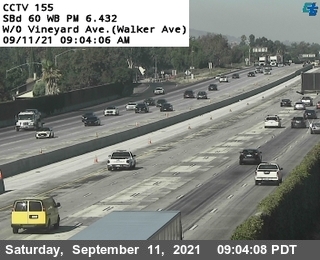 CCTV 155
SBd 60 WB PM 6.432
W/O Vineyard Ave.(Walker Ave)
09/11/21 09:04:06 AM
Saturday, September 11, 2021 09:04:08 PDT